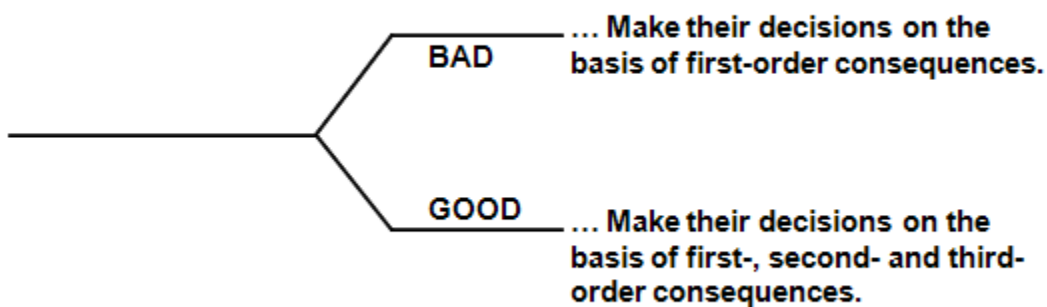 ... Make their decisions on the
BAD
basis of first-order consequences.
GOOD
... Make their decisions on the
basis of first-, second- and third-
order consequences.